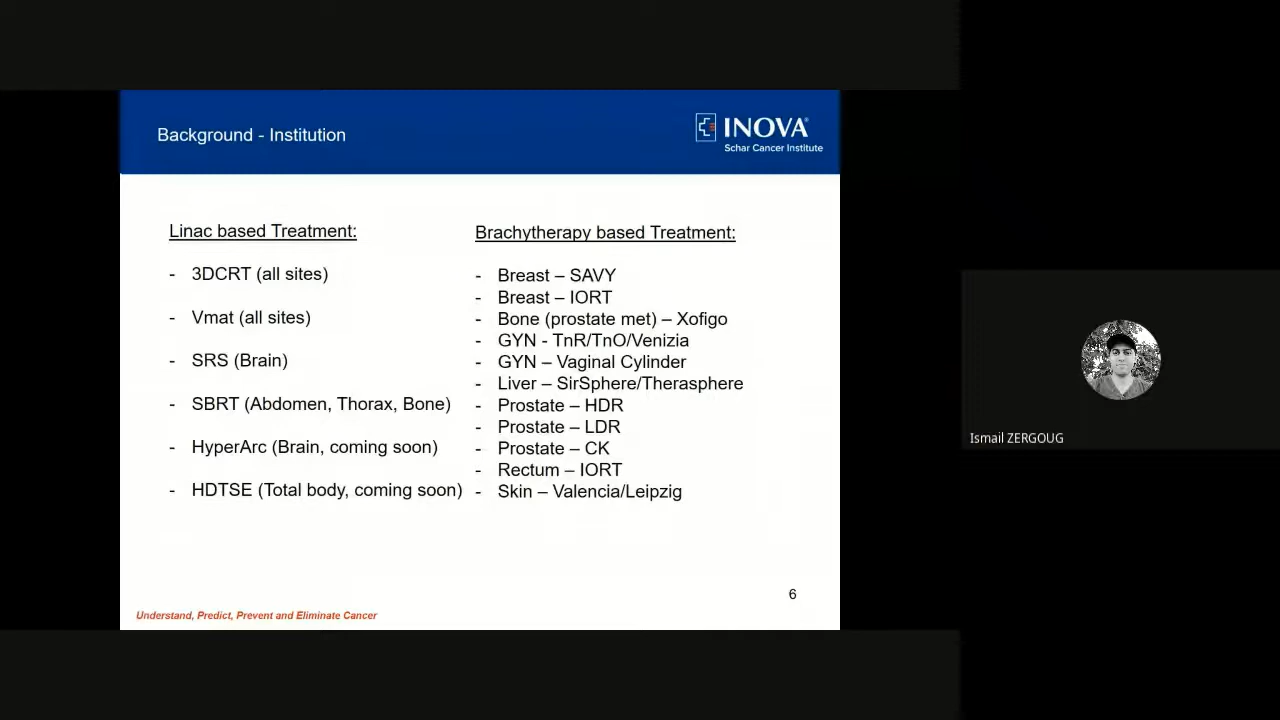 Background - Institution
INOVA®
Schar Cancer Institute
Linac based Treatment:
- 3DCRT (all sites)
- Vmat (all sites)
- SRS (Brain)
- SBRT (Abdomen, Thorax, Bone)
- HyperArc (Brain, coming soon)
- HDTSE (Total body, coming soon)
Brachytherapy based Treatment:
- Breast – SAVY
- Breast – IORT
- Bone (prostate met) – Xofigo
- GYN - TnR/TnO/Venizia
- GYN – Vaginal Cylinder
- Liver – SirSphere/Therasphere
- Prostate – HDR
- Prostate – LDR
- Prostate – CK
- Rectum – IORT
- Skin – Valencia/Leipzig
6
Understand, Predict, Prevent and Eliminate Cancer
Ismail ZERGOUG